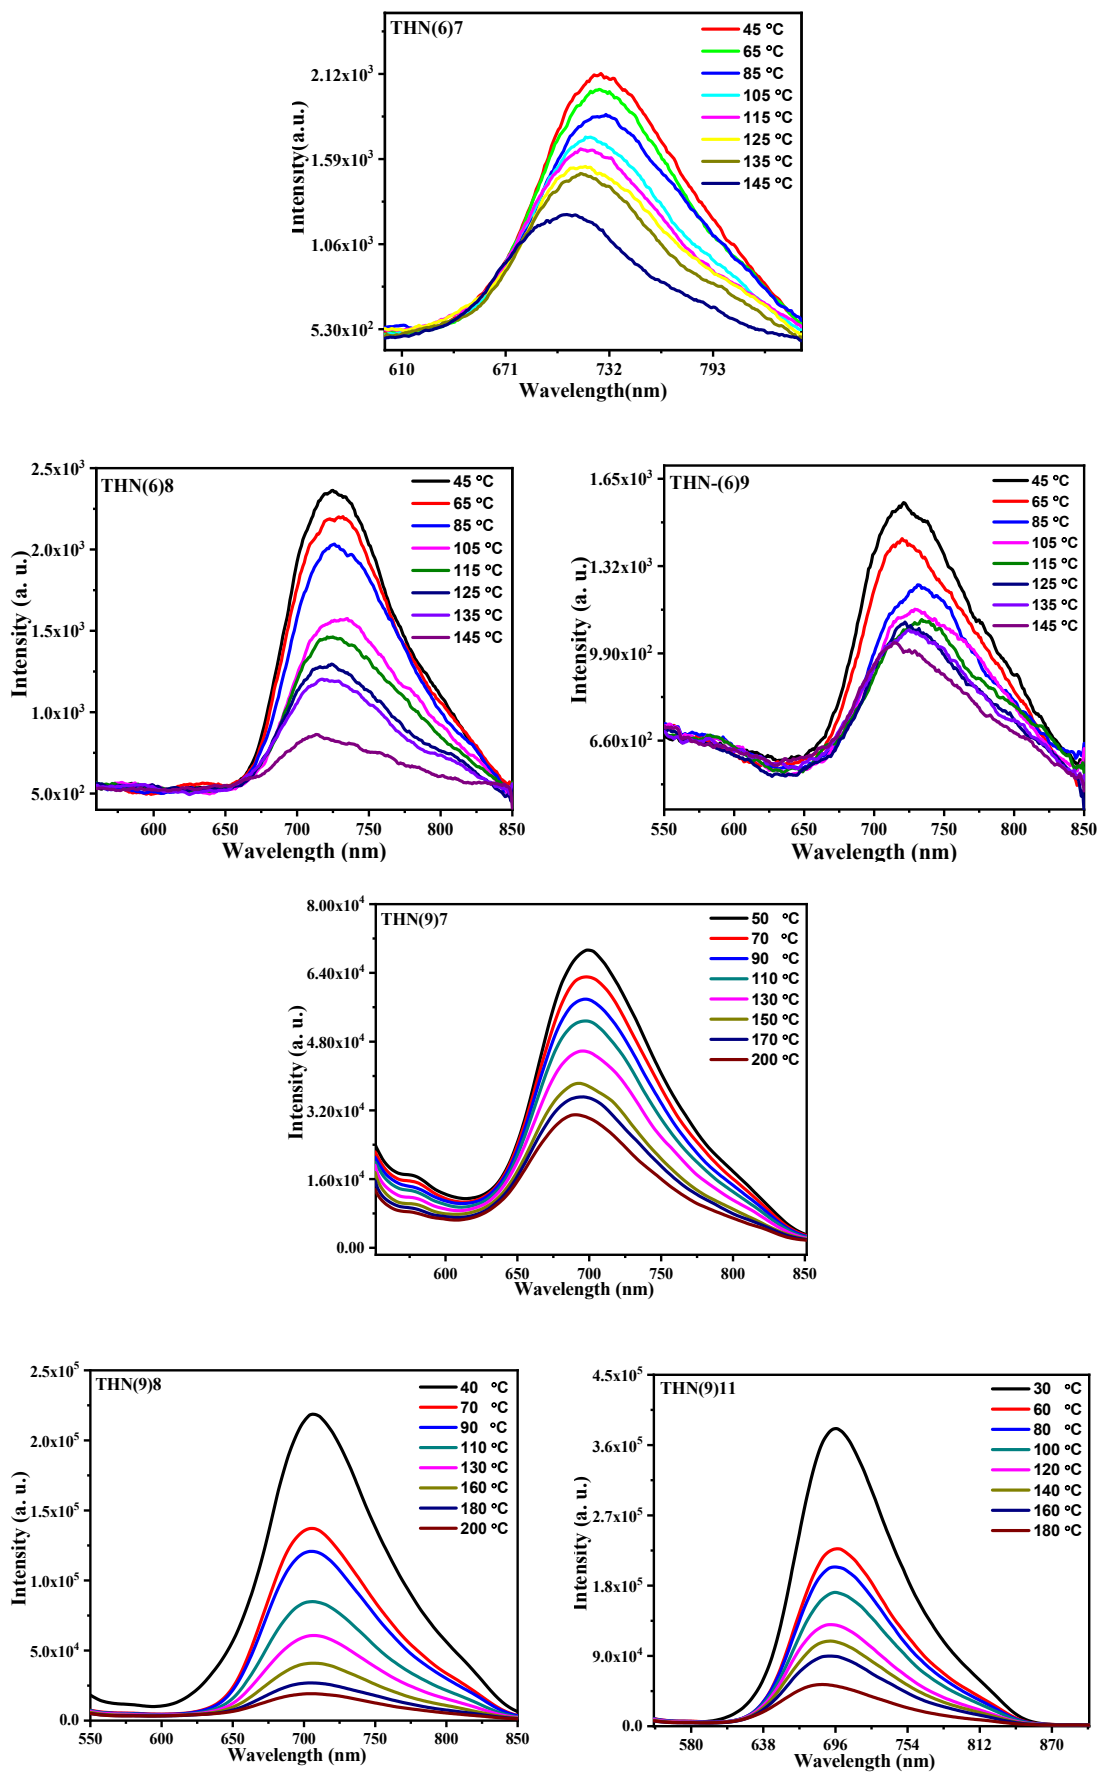 THN(6)7
45 ℃
65 ℃
85 ℃
105 ℃
115 ℃
125 ℃
135 ℃
145 ℃
2.12x10³
1.59x10³
1.06x10³
5.30x10²
Intensity(a.u.)
610 671 732 793
Wavelength(nm)
THN(6)8
45 ℃
65 ℃
85 ℃
105 ℃
115 ℃
125 ℃
135 ℃
145 ℃
2.5x10³
2.0x10³
1.5x10³
1.0x10³
5.0x10²
Intensity (a. u.)
600 650 700 750 800 850
Wavelength (nm)
THN-(6)9
45 ℃
65 ℃
85 ℃
105 ℃
115 ℃
125 ℃
135 ℃
145 ℃
1.65x10³
1.32x10³
9.90x10²
6.60x10²
Intensity (a. u.)
550 600 650 700 750 800 850
Wavelength (nm)
THN(9)7
50 ℃
70 ℃
90 ℃
110 ℃
130 ℃
150 ℃
170 ℃
200 ℃
8.00x10⁴
6.40x10⁴
4.80x10⁴
3.20x10⁴
1.60x10⁴
0.00
Intensity (a. u.)
600 650 700 750 800 850
Wavelength (nm)
THN(9)8
40 ℃
70 ℃
90 ℃
110 ℃
130 ℃
160 ℃
180 ℃
200 ℃
2.5x10⁵
2.0x10⁵
1.5x10⁵
1.0x10⁵
5.0x10⁴
0.0
Intensity (a. u.)
550 600 650 700 750 800 850
Wavelength (nm)
THN(9)11
30 ℃
60 ℃
80 ℃
100 ℃
120 ℃
140 ℃
160 ℃
180 ℃
4.5x10⁵
3.6x10⁵
2.7x10⁵
1.8x10⁵
9.0x10⁴
0.0
Intensity (a. u.)
580 638 696 754 812 870
Wavelength (nm)